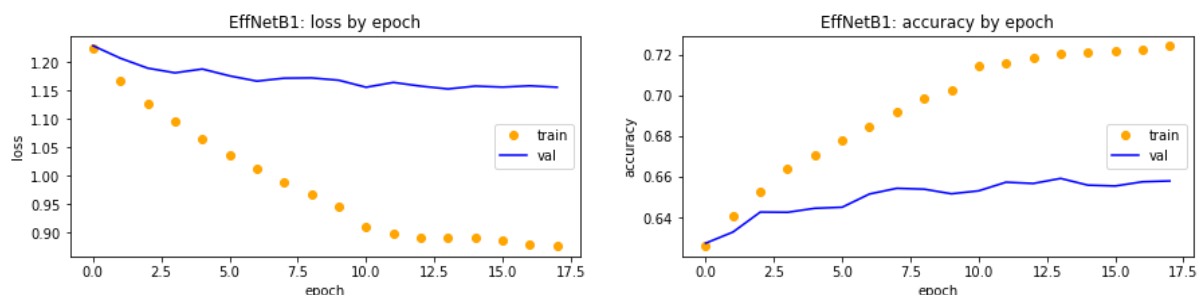 EffNetB1: loss by epoch
1.20
1.15
1.10
1.05
1.00
0.95
0.90
loss
train
val
0.0 2.5 5.0 7.5 10.0 12.5 15.0 17.5
epoch
EffNetB1: accuracy by epoch
0.72
0.70
0.68
0.66
0.64
accuracy
train
val
0.0 2.5 5.0 7.5 10.0 12.5 15.0 17.5
epoch